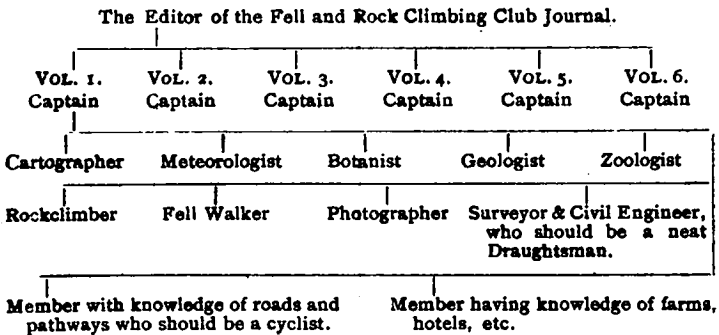 The Editor of the Fell and Rock Climbing Club Journal.
VOL. 1. VOL. 2. VOL. 3. VOL. 4. VOL. 5. VOL. 6.
Captain Captain Captain Captain Captain Captain
Cartographer Meteorologist Botanist Geologist Zoologist
Rockclimber Fell Walker Photographer Surveyor & Civil Engineer,
who should be a neat
Draughtsman.
Member with knowledge of roads and Member having knowledge of farms,
pathways who should be a cyclist. hotels, etc.